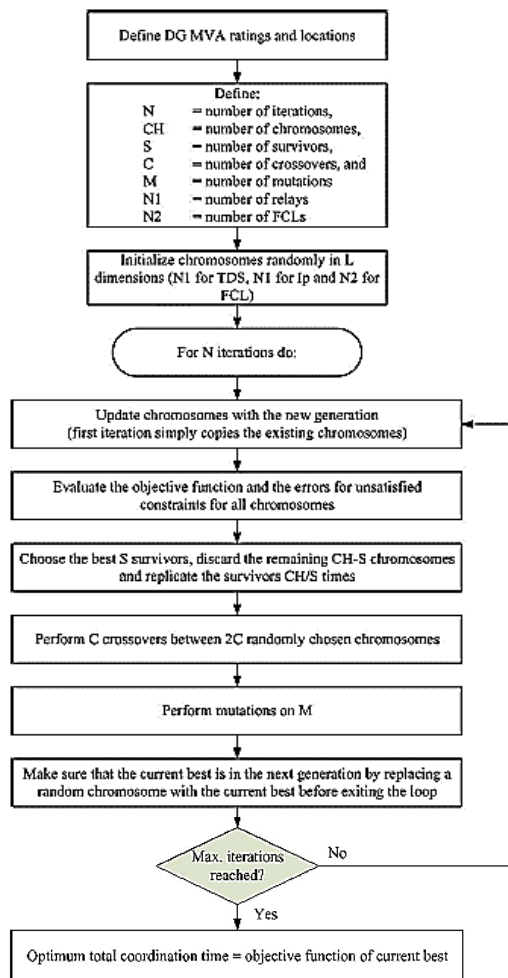 Define DG MVA ratings and locations
Define:
N = number of iterations,
CH = number of chromosomes,
S = number of survivors,
C = number of crossovers, and
M = number of mutations
N1 = number of relays
N2 = number of FCLs
Initialize chromosomes randomly in L
dimensions (N1 for TDS, N1 for Ip and N2 for
FCL)
For N iterations do:
Update chromosomes with the new generation
(first iteration simply copies the existing chromosomes)
Evaluate the objective function and the errors for unsatisfied
constraints for all chromosomes
Choose the best S survivors, discard the remaining CH-S chromosomes
and replicate the survivors CH/S times
Perform C crossovers between 2C randomly chosen chromosomes
Perform mutations on M
Make sure that the current best is in the next generation by replacing a
random chromosome with the current best before exiting the loop
Max. iterations
reached?
No
Yes
Optimum total coordination time = objective function of current best